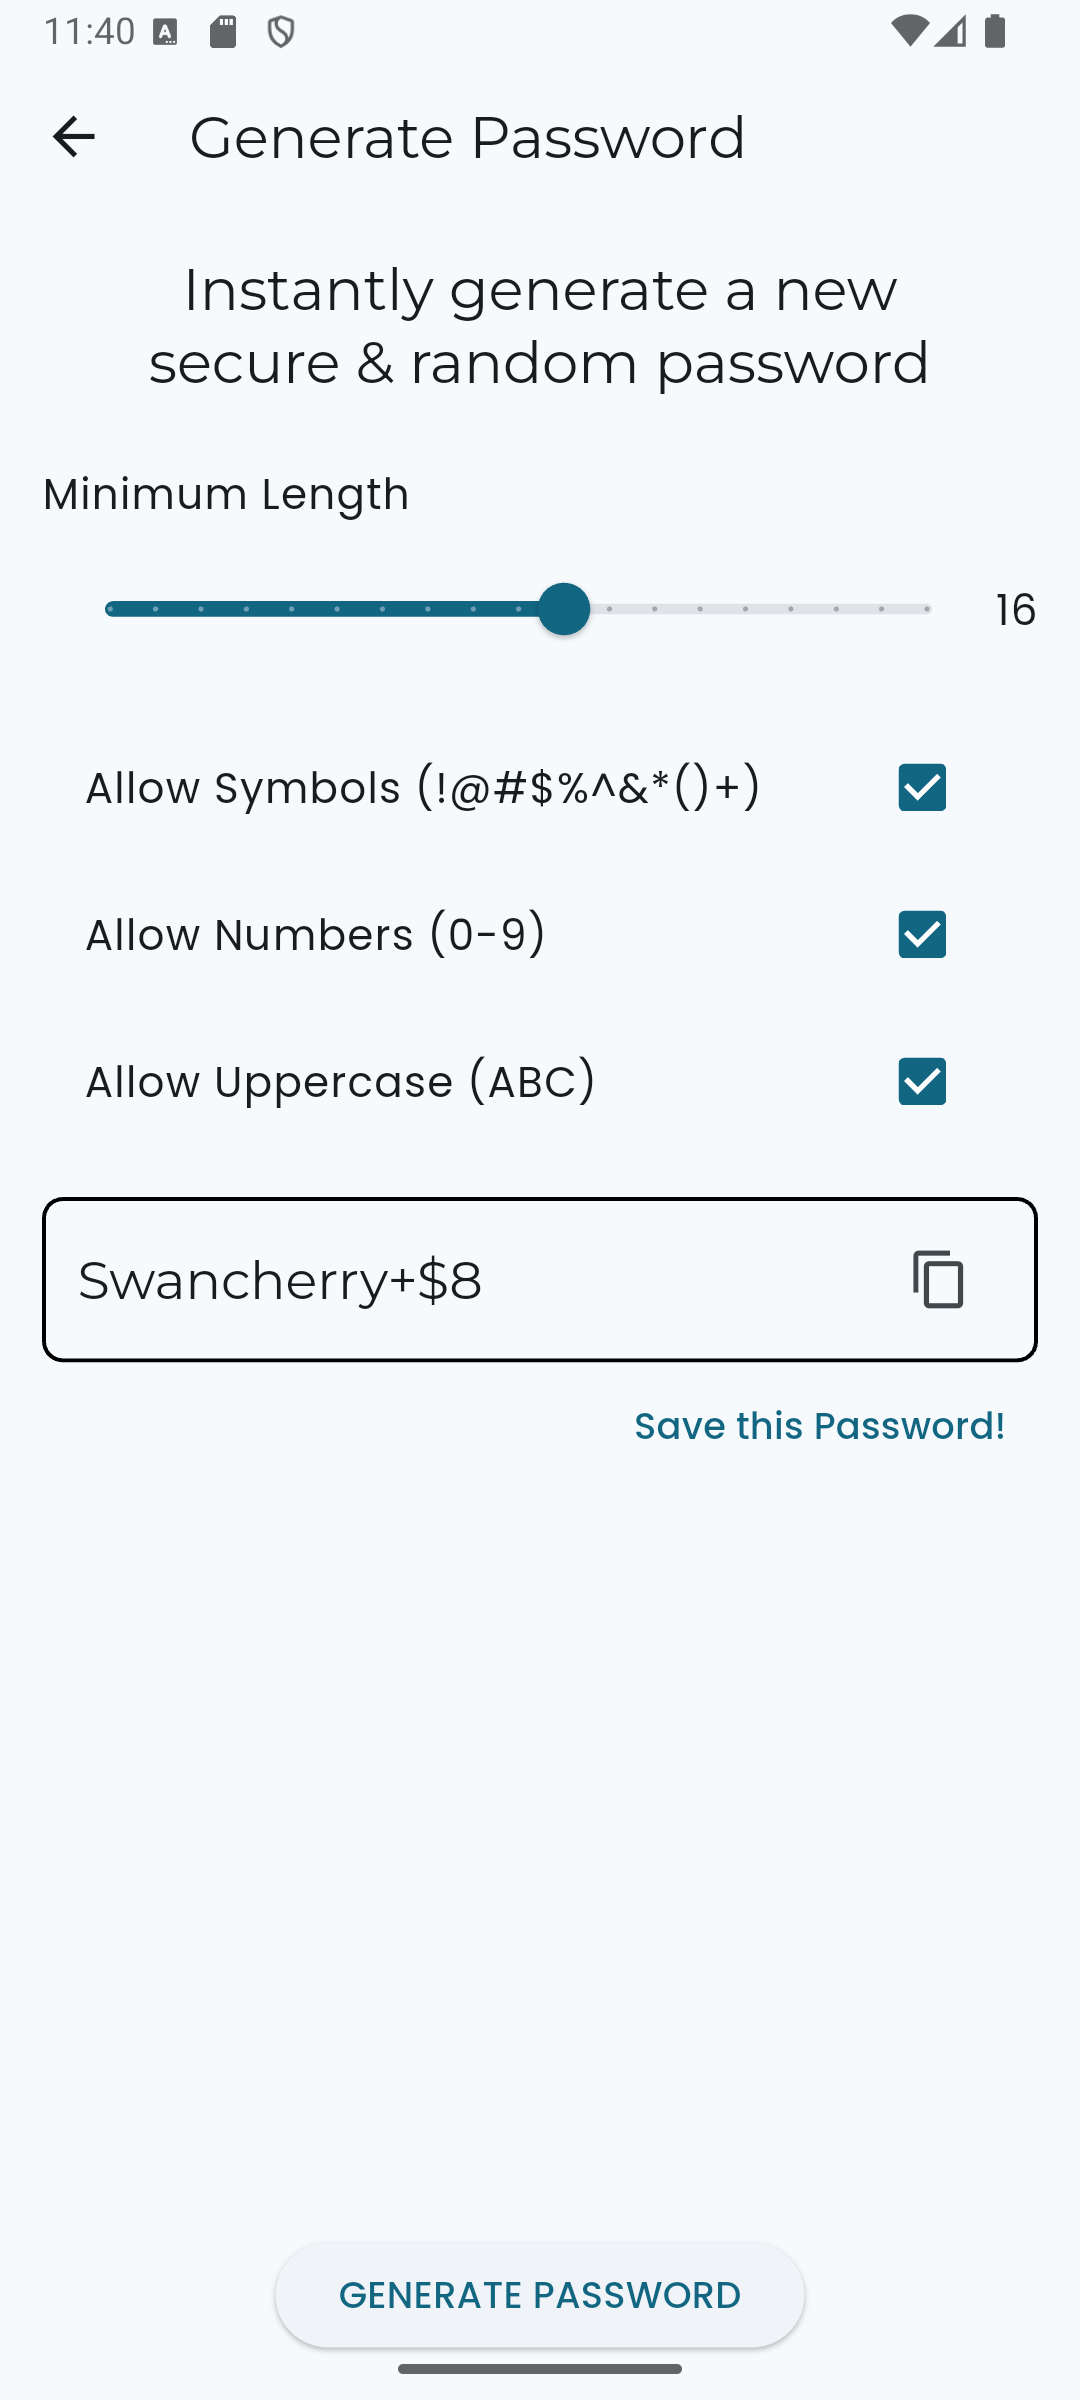 11:40
Generate Password
Instantly generate a new
secure & random password
Minimum Length
16
Allow Symbols (!@#$%^&*()+)
Allow Numbers (0-9)
Allow Uppercase (ABC)
Swancherry+$8
Save this Password!
GENERATE PASSWORD